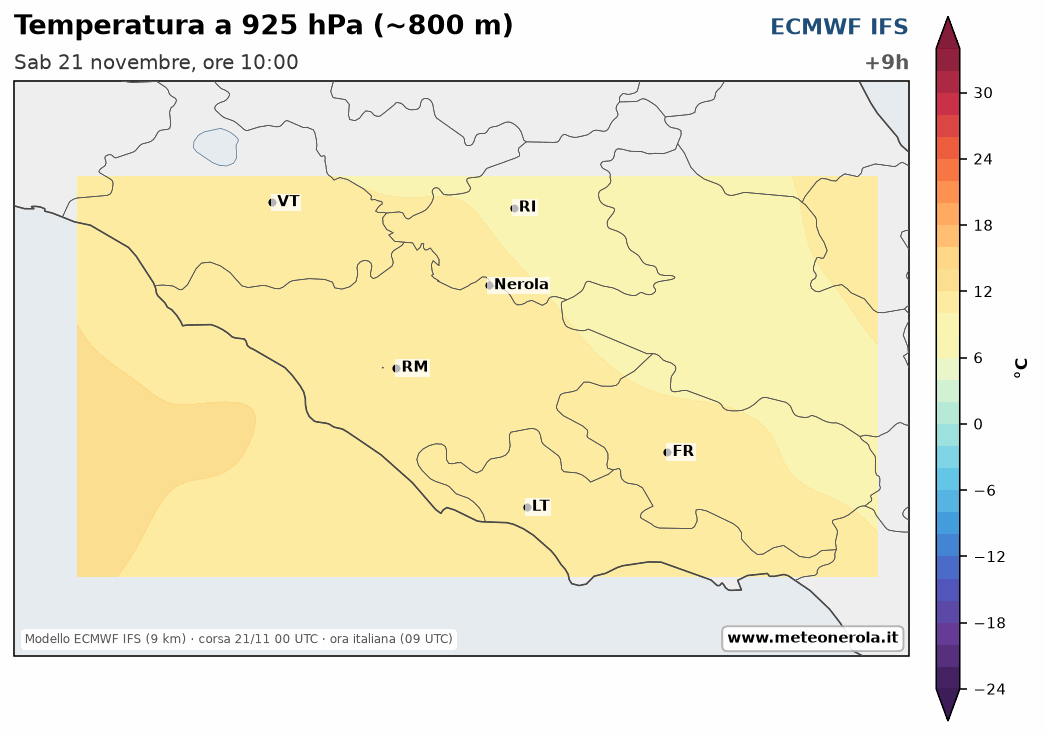 Temperatura a 925 hPa (~800 m)
ECMWF IFS
Sab 21 novembre, ore 10:00
+9h
VT
RI
Nerola
RM
FR
LT
30
24
18
12
6
0
−6
−12
−18
−24
°C
Modello ECMWF IFS (9 km) · corsa 21/11 00 UTC · ora italiana (09 UTC)
www.meteonerola.it